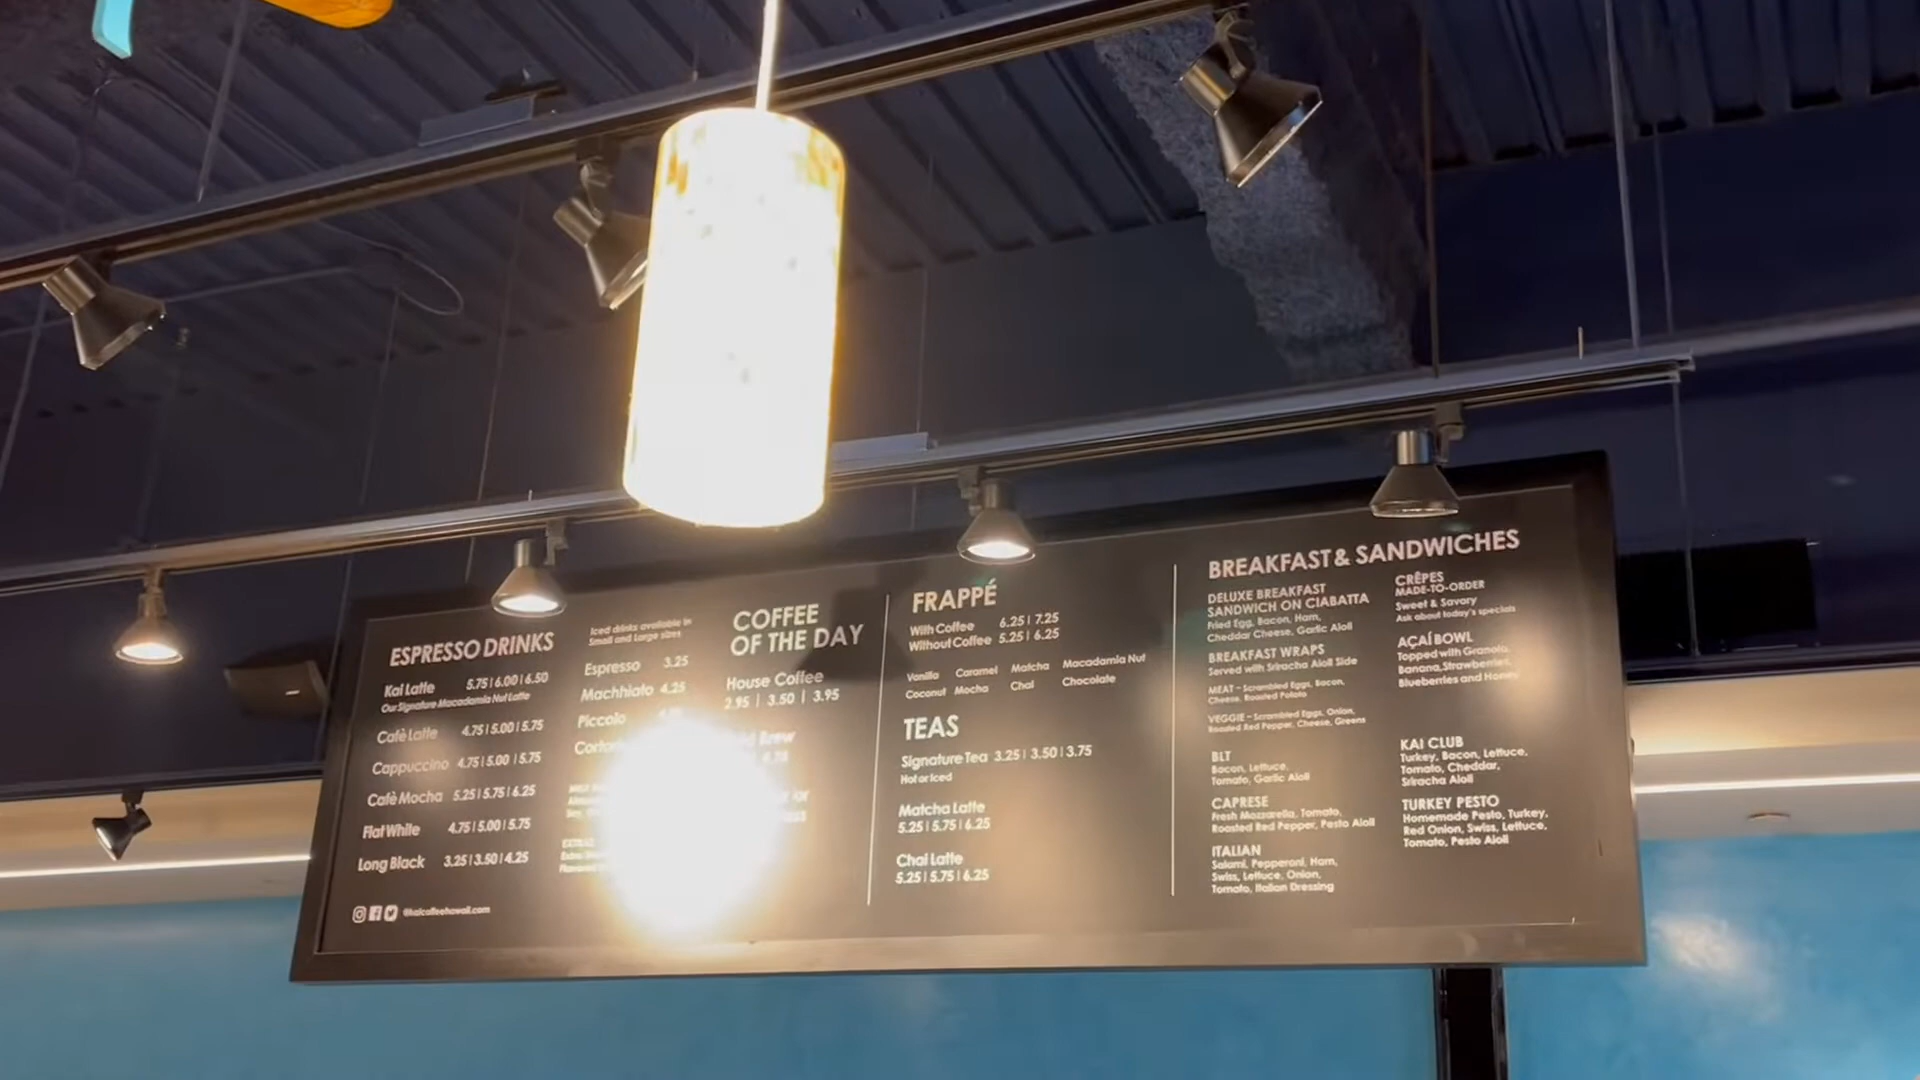 ESPRESSO DRINKS
Kai Latte 5.75 | 6.00 | 6.50
Our Signature Macadamia Nut Latte
Cafè Latte 4.75 | 5.00 | 5.75
Cappuccino 4.75 | 5.00 | 5.75
Cafè Mocha 5.25 | 5.75 | 6.25
Flat White 4.75 | 5.00 | 5.75
Long Black 3.25 | 3.50 | 4.25
@kaicoffeehawaii.com
Iced drinks available in
Small and Large sizes
Espresso 3.25
Machhiato 4.25
Piccolo
COFFEE
OF THE DAY
House Coffee
2.95 | 3.50 | 3.95
Brew
FRAPPÉ
With Coffee 6.25 | 7.25
Without Coffee 5.25 | 6.25
Vanilla Caramel Matcha Macadamia Nut
Coconut Mocha Chai Chocolate
TEAS
Signature Tea 3.25 | 3.50 | 3.75
Hot or Iced
Matcha Latte
5.25 | 5.75 | 6.25
Chai Latte
5.25 | 5.75 | 6.25
BREAKFAST & SANDWICHES
DELUXE BREAKFAST
SANDWICH ON CIABATTA
Fried Egg, Bacon, Ham,
Cheddar Cheese, Garlic Aioli
BREAKFAST WRAPS
Served with Sriracha Aioli Side
MEAT - Scrambled Eggs, Bacon,
Cheese, Roasted Potato
VEGGIE - Scrambled Eggs, Onion,
Roasted Red Pepper, Cheese, Greens
BLT
Bacon, Lettuce,
Tomato, Garlic Aioli
CAPRESE
Fresh Mozzarella, Tomato,
Roasted Red Pepper, Pesto Aioli
ITALIAN
Salami, Pepperoni, Ham,
Swiss, Lettuce, Onion,
Tomato, Italian Dressing
CRÊPES
MADE-TO-ORDER
Sweet & Savory
Ask about today's specials
AÇAÍ BOWL
Topped with Granola,
Banana, Strawberries,
Blueberries and Honey
KAI CLUB
Turkey, Bacon, Lettuce,
Tomato, Cheddar,
Sriracha Aioli
TURKEY PESTO
Homemade Pesto, Turkey,
Red Onion, Swiss, Lettuce,
Tomato, Pesto Aioli